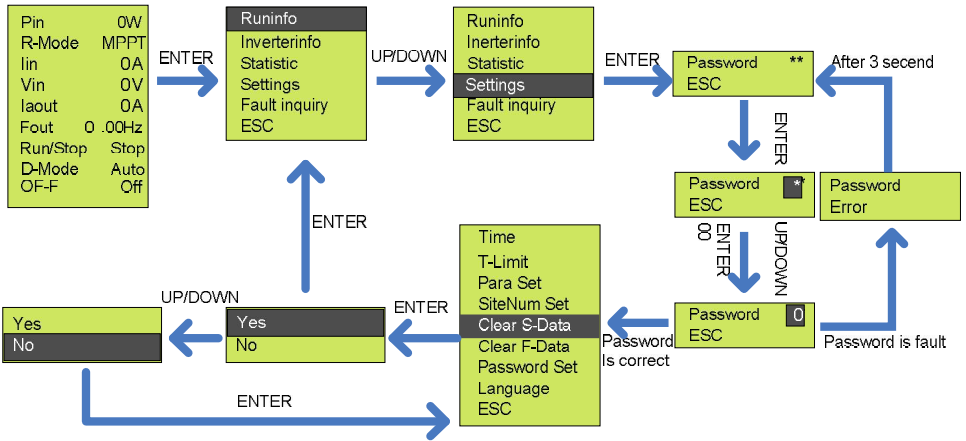 Pin 0W
R-Mode MPPT
Iin 0A
Vin 0V
Iaout 0A
Fout 0 .00Hz
Run/Stop Stop
D-Mode Auto
OF-F Off
ENTER
Runinfo
Inverterinfo
Statistic
Settings
Fault inquiry
ESC
UP/DOWN
Runinfo
Inerterinfo
Statistic
Settings
Fault inquiry
ESC
ENTER
Password **
ESC
After 3 secend
ENTER
Password **
ESC
Password
Error
UP/DOWN
ENTER
00
Password 0
ESC
Password is fault
Password
Is correct
Time
T-Limit
Para Set
SiteNum Set
Clear S-Data
Clear F-Data
Password Set
Language
ESC
ENTER
Yes
No
ENTER
UP/DOWN
Yes
No
ENTER